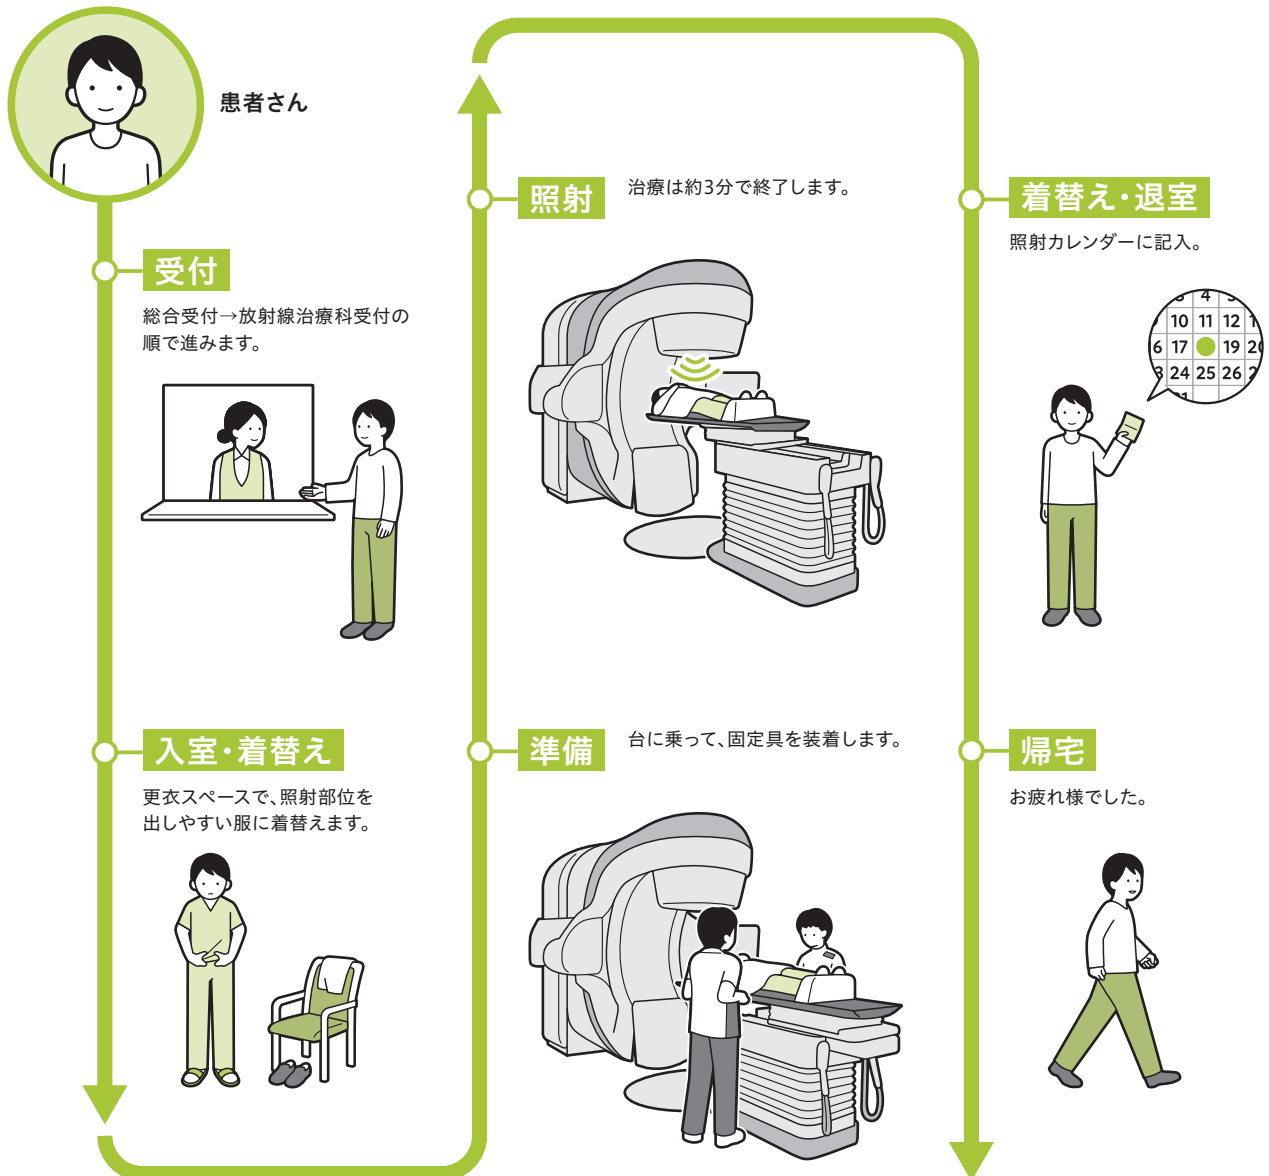 患者さん
受付
総合受付→放射線治療科受付の
順で進みます。
入室・着替え
更衣スペースで、照射部位を
出しやすい服に着替えます。
準備
台に乗って、固定具を装着します。
照射
治療は約3分で終了します。
着替え・退室
照射カレンダーに記入。
4
10 11 12
17 19
24 25 26
帰宅
お疲れ様でした。